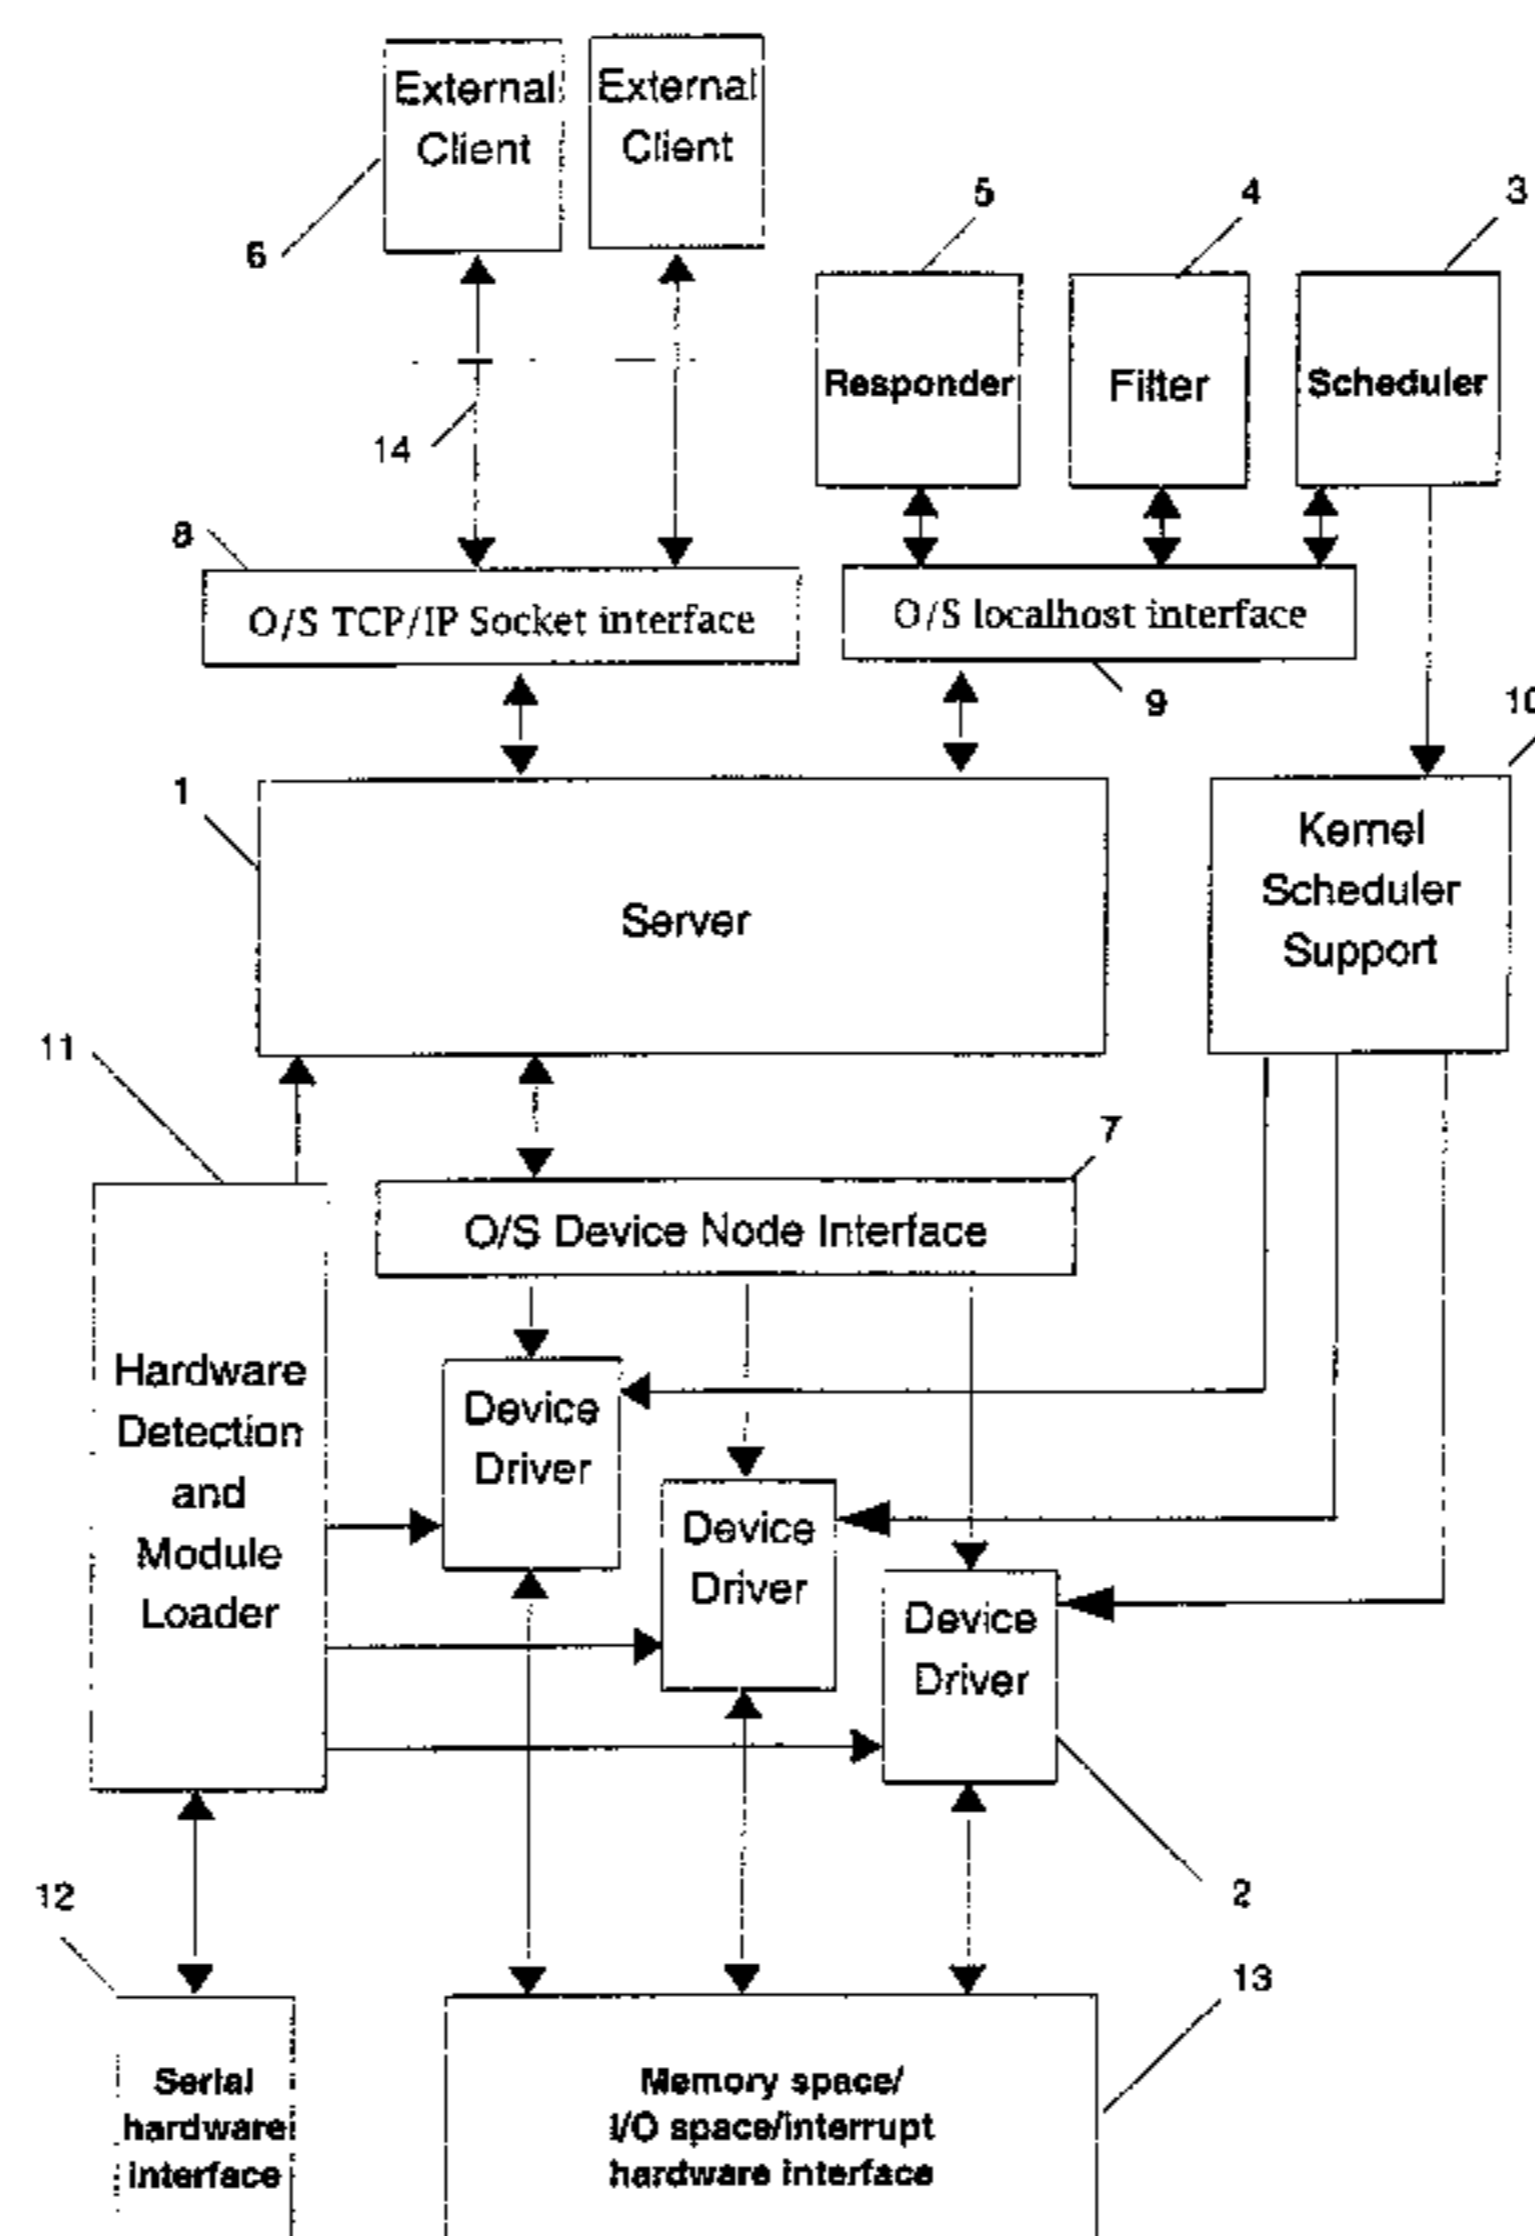 External
Client
External
Client
6
5
4
3
Responder
Filter
Scheduler
14
8
O/S TCP/IP Socket interface
O/S localhost interface
9
10
1
Server
Kernel
Scheduler
Support
11
7
O/S Device Node Interface
Hardware
Detection
and
Module
Loader
Device
Driver
Device
Driver
Device
Driver
12
2
13
Serial
hardware
interface
Memory space/
I/O space/interrupt
hardware interface